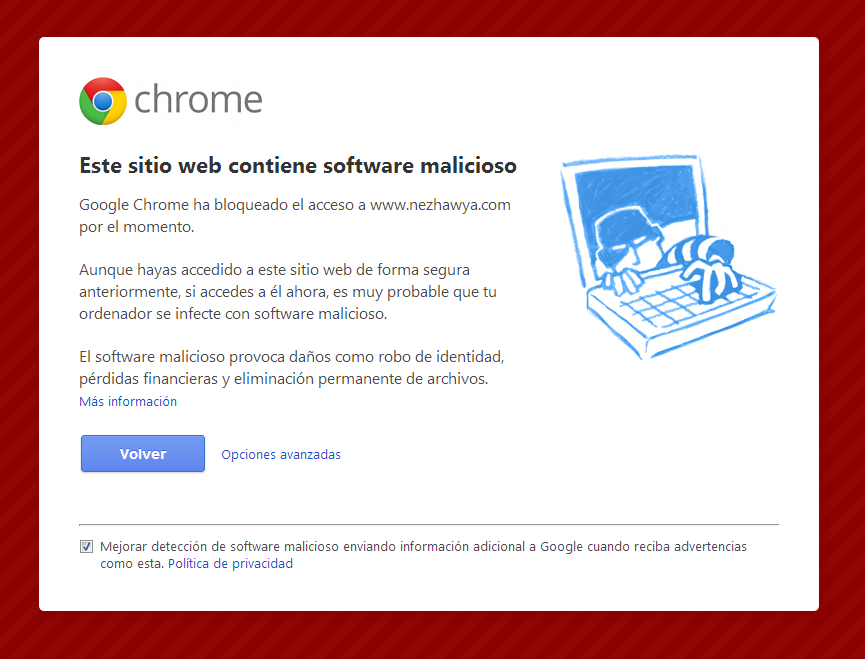 chrome
Este sitio web contiene software malicioso
Google Chrome ha bloqueado el acceso a www.nezhawya.com
por el momento.
Aunque hayas accedido a este sitio web de forma segura
anteriormente, si accedes a él ahora, es muy probable que tu
ordenador se infecte con software malicioso.
El software malicioso provoca daños como robo de identidad,
pérdidas financieras y eliminación permanente de archivos.
Más información
Volver
Opciones avanzadas
Mejorar detección de software malicioso enviando información adicional a Google cuando reciba advertencias
como esta. Política de privacidad